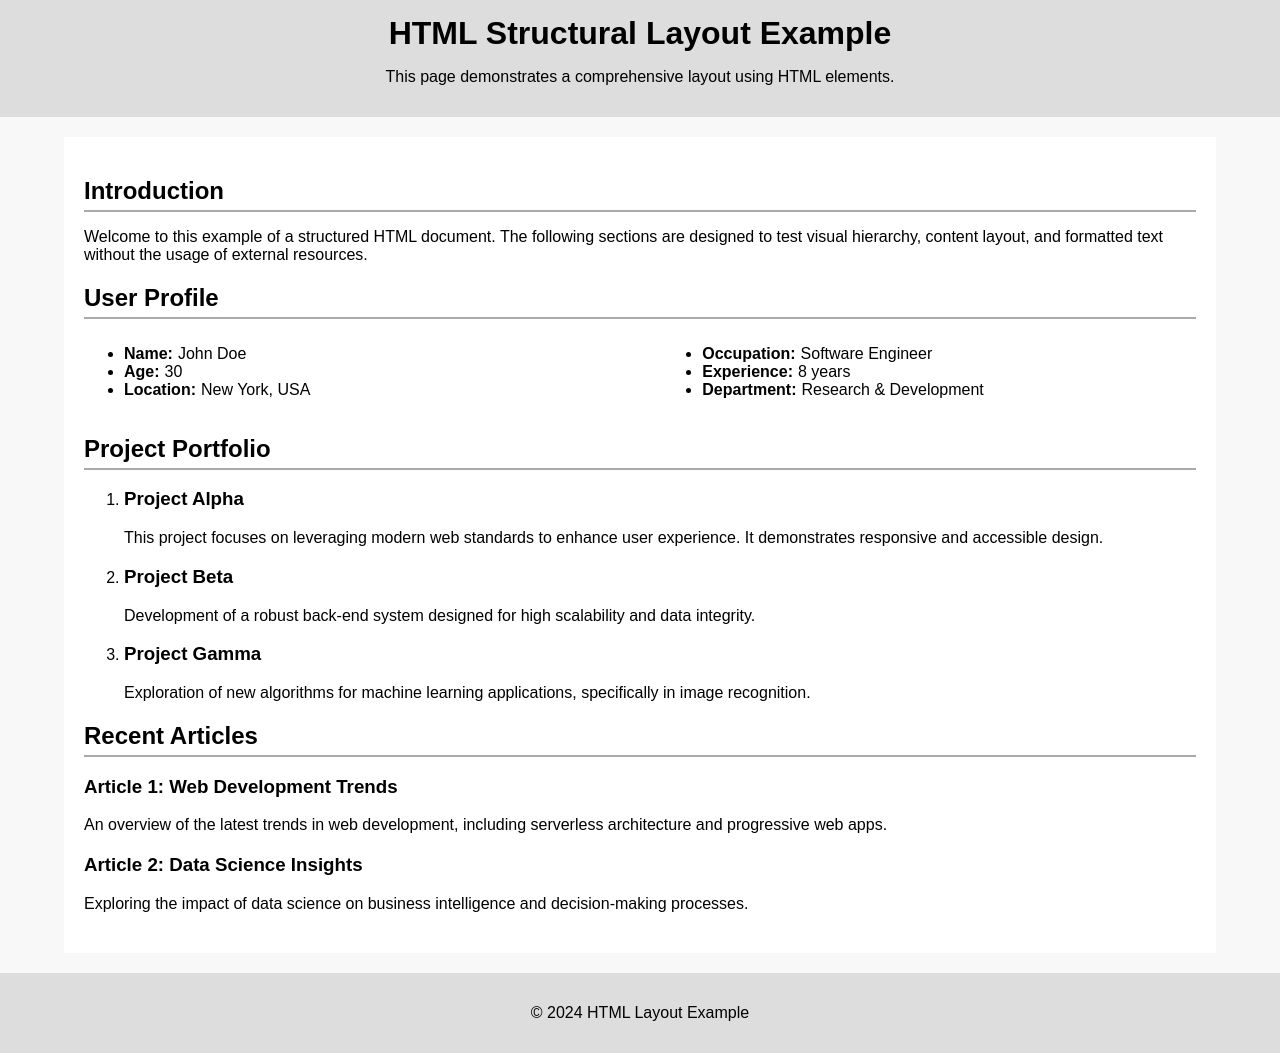 HTML Structural Layout Example
This page demonstrates a comprehensive layout using HTML elements.
Introduction
Welcome to this example of a structured HTML document. The following sections are designed to test visual hierarchy, content layout, and formatted text
without the usage of external resources.
User Profile
• Name: John Doe
• Age: 30
• Location: New York, USA
• Occupation: Software Engineer
• Experience: 8 years
• Department: Research & Development
Project Portfolio
1. Project Alpha
This project focuses on leveraging modern web standards to enhance user experience. It demonstrates responsive and accessible design.
2. Project Beta
Development of a robust back-end system designed for high scalability and data integrity.
3. Project Gamma
Exploration of new algorithms for machine learning applications, specifically in image recognition.
Recent Articles
Article 1: Web Development Trends
An overview of the latest trends in web development, including serverless architecture and progressive web apps.
Article 2: Data Science Insights
Exploring the impact of data science on business intelligence and decision-making processes.
© 2024 HTML Layout Example